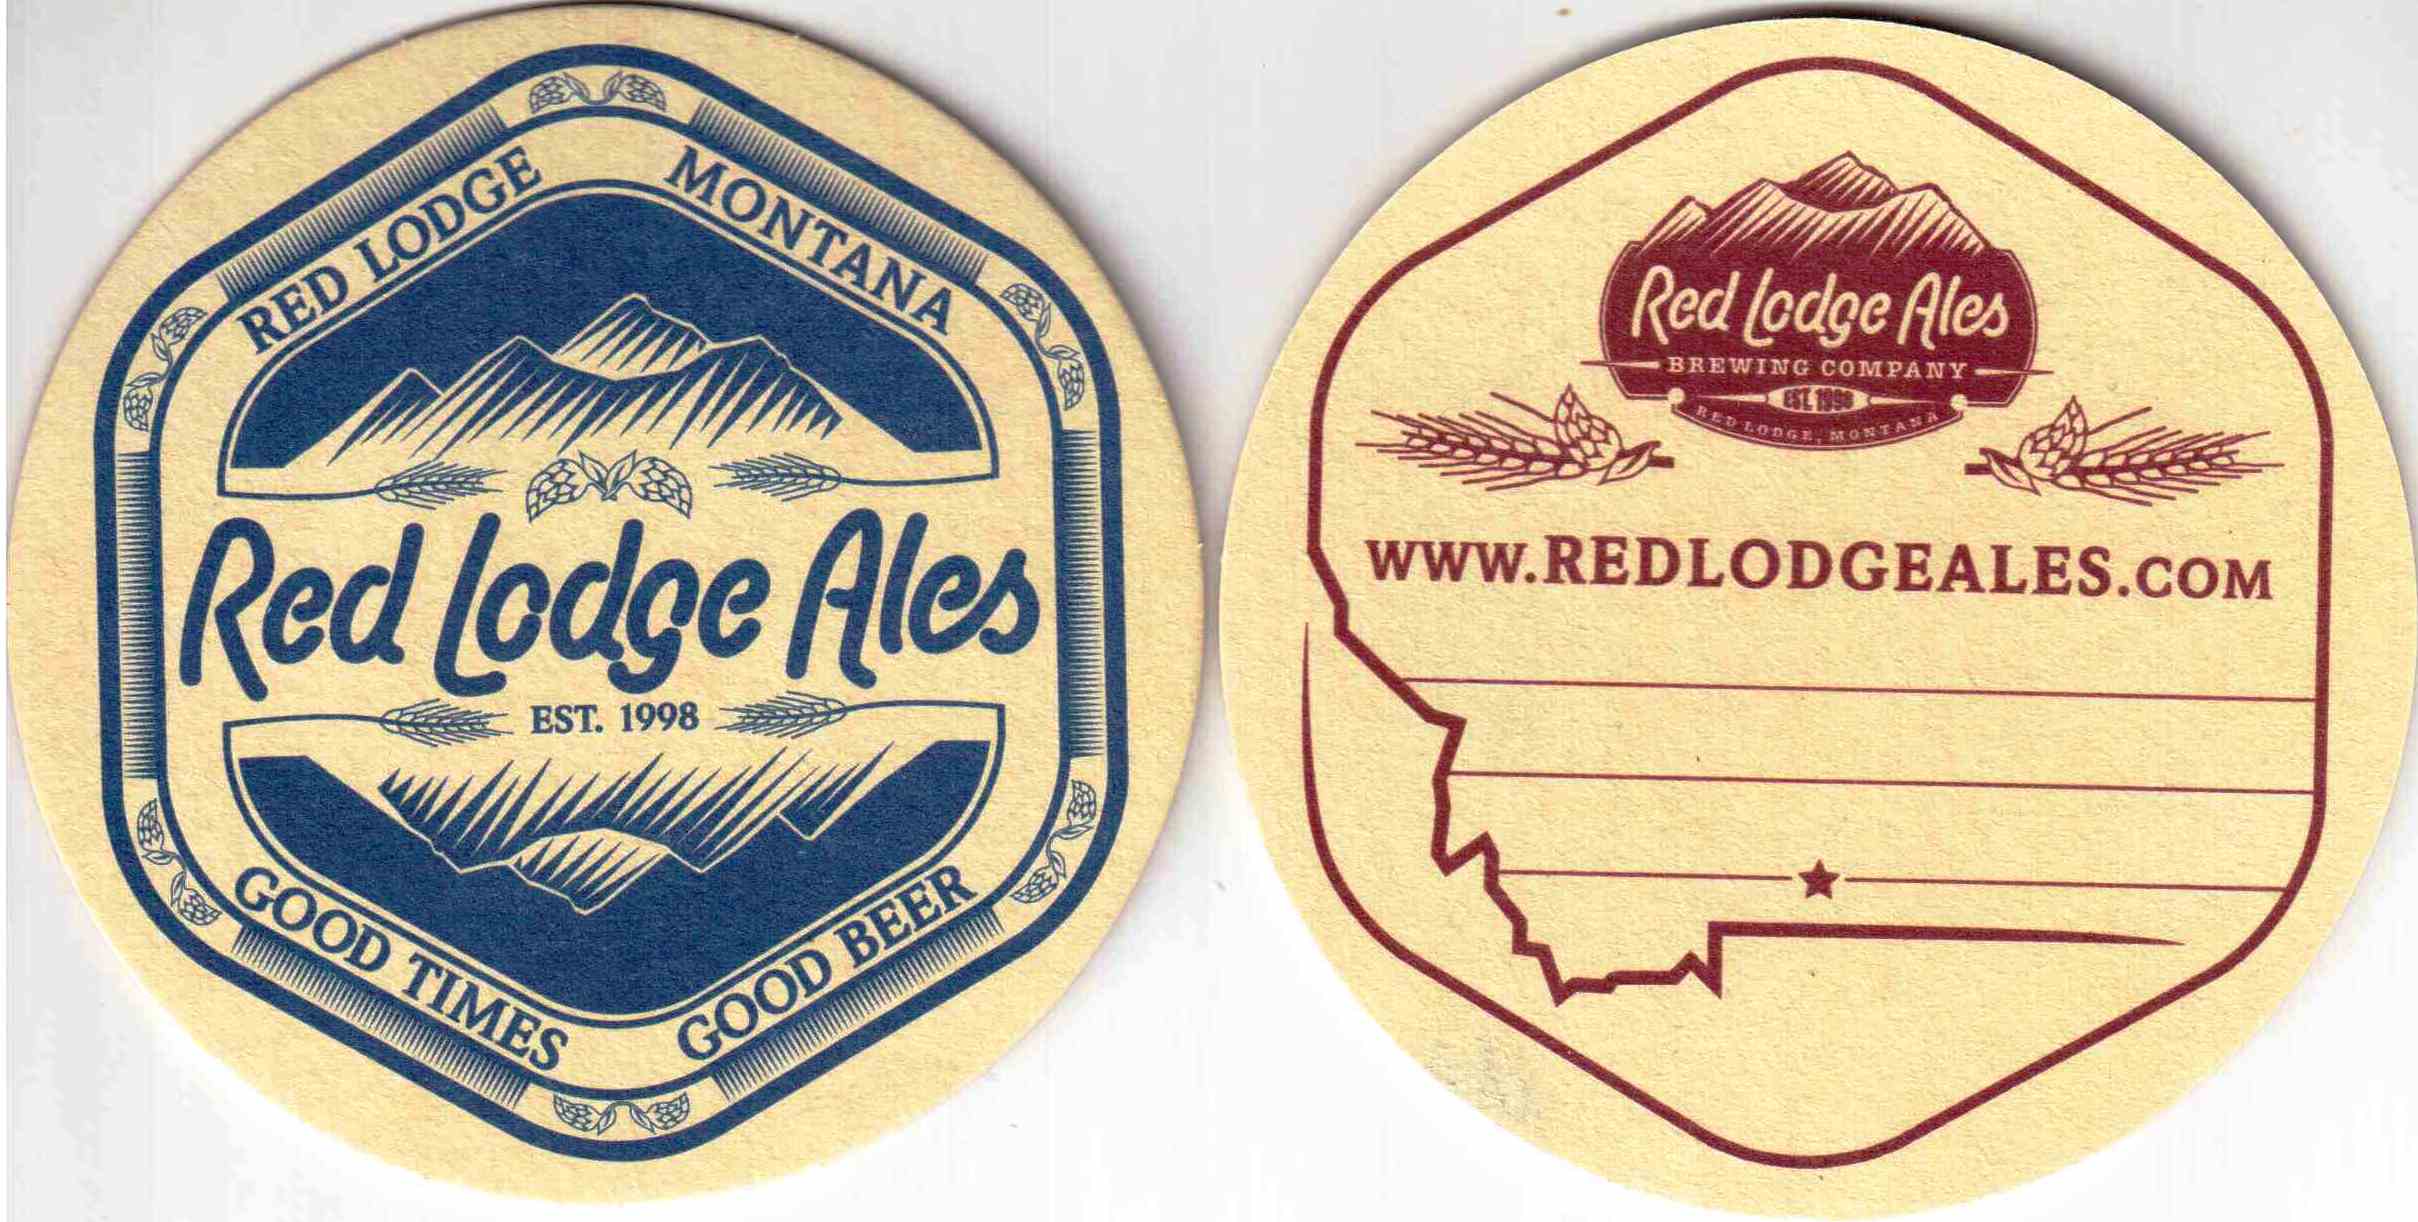 RED LODGE MONTANA
Red Lodge Ales
EST. 1998
GOOD TIMES GOOD BEER
Red Lodge Ales
BREWING COMPANY
EST. 1998
RED LODGE, MONTANA
www.REDLODGEALES.COM